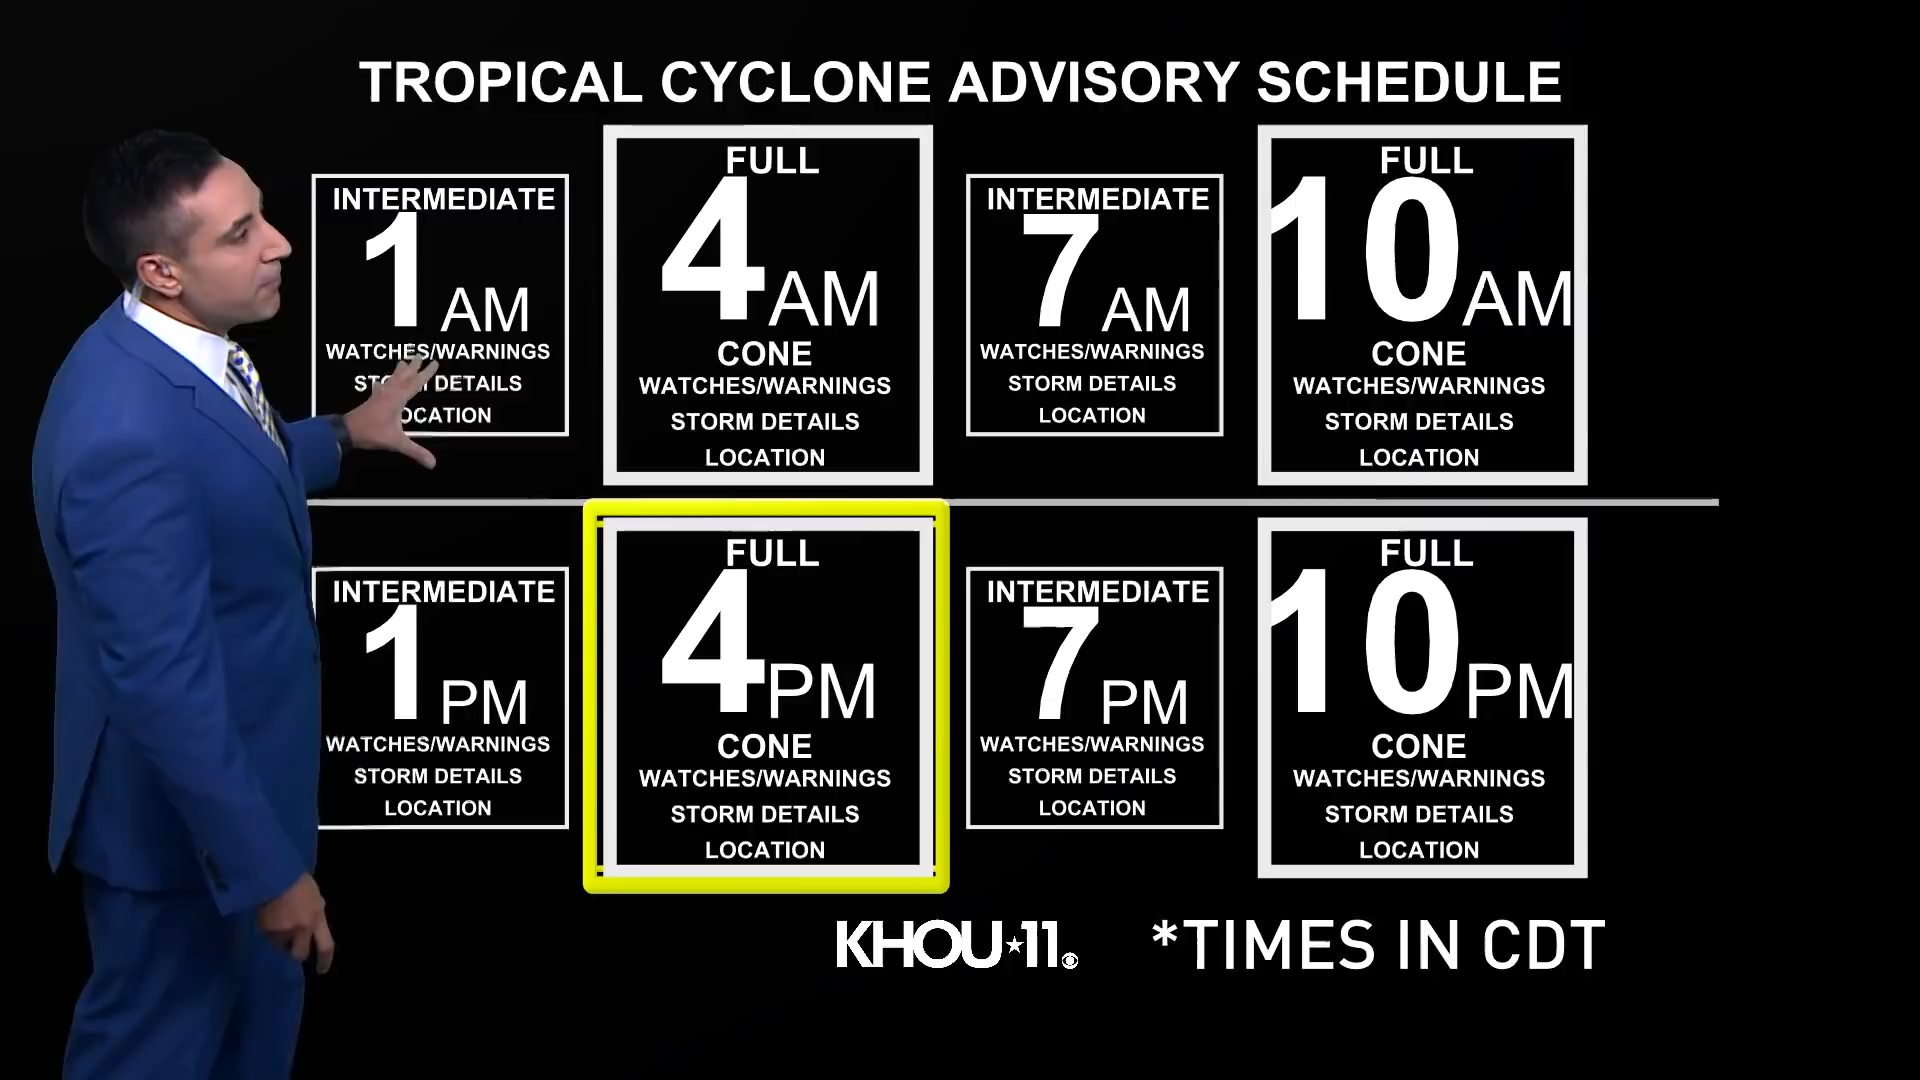 TROPICAL CYCLONE ADVISORY SCHEDULE
INTERMEDIATE
1 AM
WATCHES/WARNINGS
STORM DETAILS
LOCATION
FULL
4 AM
CONE
WATCHES/WARNINGS
STORM DETAILS
LOCATION
INTERMEDIATE
7 AM
WATCHES/WARNINGS
STORM DETAILS
LOCATION
FULL
10 AM
CONE
WATCHES/WARNINGS
STORM DETAILS
LOCATION
INTERMEDIATE
1 PM
WATCHES/WARNINGS
STORM DETAILS
LOCATION
FULL
4 PM
CONE
WATCHES/WARNINGS
STORM DETAILS
LOCATION
INTERMEDIATE
7 PM
WATCHES/WARNINGS
STORM DETAILS
LOCATION
FULL
10 PM
CONE
WATCHES/WARNINGS
STORM DETAILS
LOCATION
KHOU★11 *TIMES IN CDT